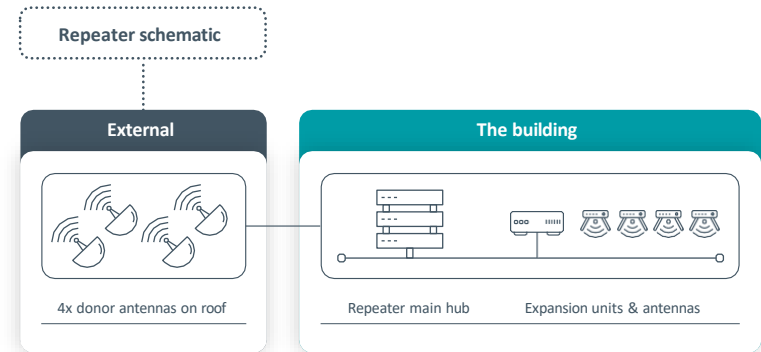 Repeater schematic
External
The building
4x donor antennas on roof
Repeater main hub
Expansion units & antennas